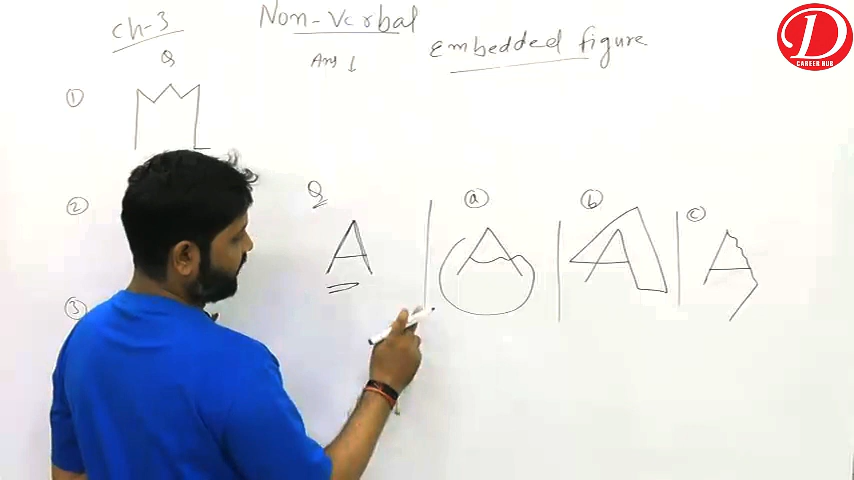 Ch-3
Non-Verbal
Embedded figure
Q
Ans ↓
①
②
③
Q
A
ⓐ
A
ⓑ
A
ⓒ
A
D
CAREER HUB